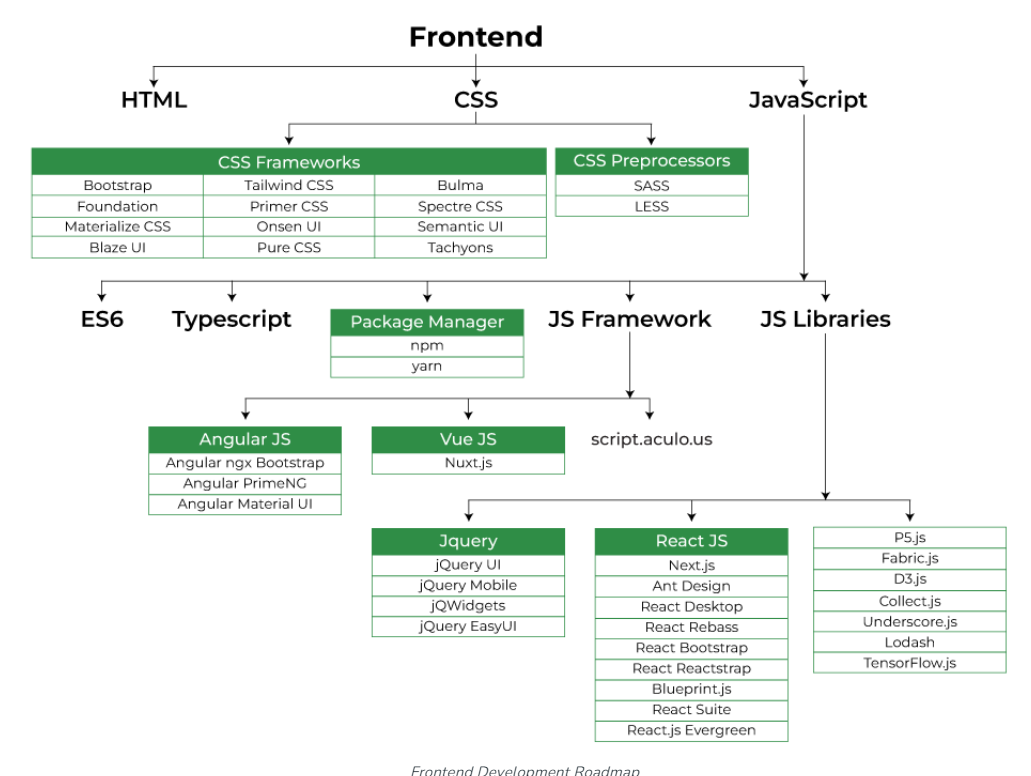 Frontend
HTML CSS JavaScript
CSS Frameworks CSS Preprocessors
Bootstrap Tailwind CSS Bulma SASS
Foundation Primer CSS Spectre CSS LESS
Materialize CSS Onsen UI Semantic UI
Blaze UI Pure CSS Tachyons
ES6 Typescript Package Manager JS Framework JS Libraries
npm
yarn
Angular JS Vue JS script.aculo.us
Angular ngx Bootstrap Nuxt.js
Angular PrimeNG
Angular Material UI
Jquery React JS P5.js
jQuery UI Next.js Fabric.js
jQuery Mobile Ant Design D3.js
jQWidgets React Desktop Collect.js
jQuery EasyUI React Rebass Underscore.js
React Bootstrap Lodash
React Reactstrap TensorFlow.js
Blueprint.js
React Suite
React.js Evergreen
Frontend Development Roadmap